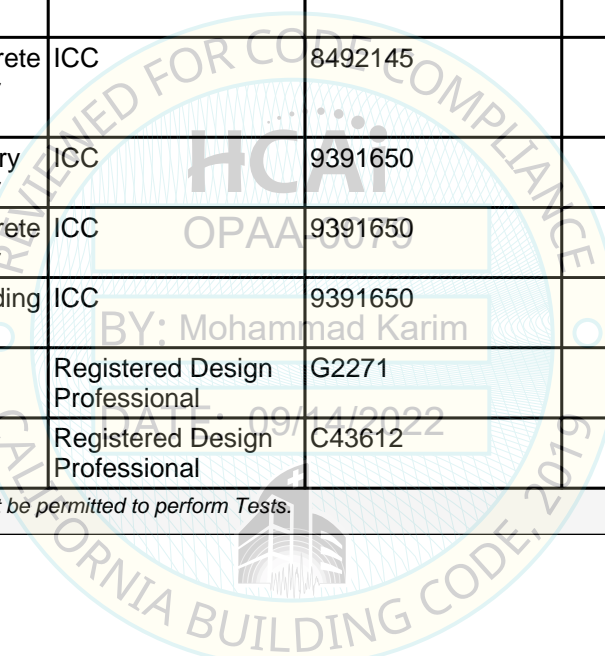 rete ICC 8492145
ry ICC 9391650
rete ICC 9391650
ding ICC 9391650
Registered Design G2271
Professional
Registered Design C43612
Professional
t be permitted to perform Tests.
REVIEWED FOR CODE COMPLIANCE
HCAi
OPAA-0079
BY: Mohammad Karim
DATE: 09/14/2022
CALIFORNIA BUILDING CODE, 2019